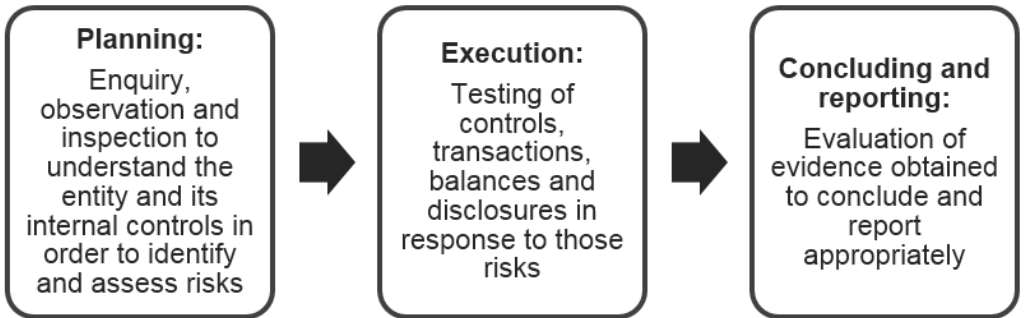 Planning:
Enquiry,
observation and
inspection to
understand the
entity and its
internal controls in
order to identify
and assess risks
Execution:
Testing of
controls,
transactions,
balances and
disclosures in
response to those
risks
Concluding and
reporting:
Evaluation of
evidence obtained
to conclude and
report
appropriately